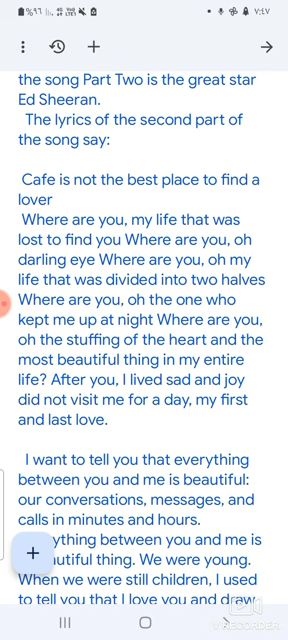 %٩٦ ٧:٤٧
the song Part Two is the great star
Ed Sheeran.
The lyrics of the second part of
the song say:
Cafe is not the best place to find a
lover
Where are you, my life that was
lost to find you Where are you, oh
darling eye Where are you, oh my
life that was divided into two halves
Where are you, oh the one who
kept me up at night Where are you,
oh the stuffing of the heart and the
most beautiful thing in my entire
life? After you, I lived sad and joy
did not visit me for a day, my first
and last love.
I want to tell you that everything
between you and me is beautiful:
our conversations, messages, and
calls in minutes and hours.
ything between you and me is
utiful thing. We were young.
When we were still children, I used
to tell you that I love you and drew
RECORDER